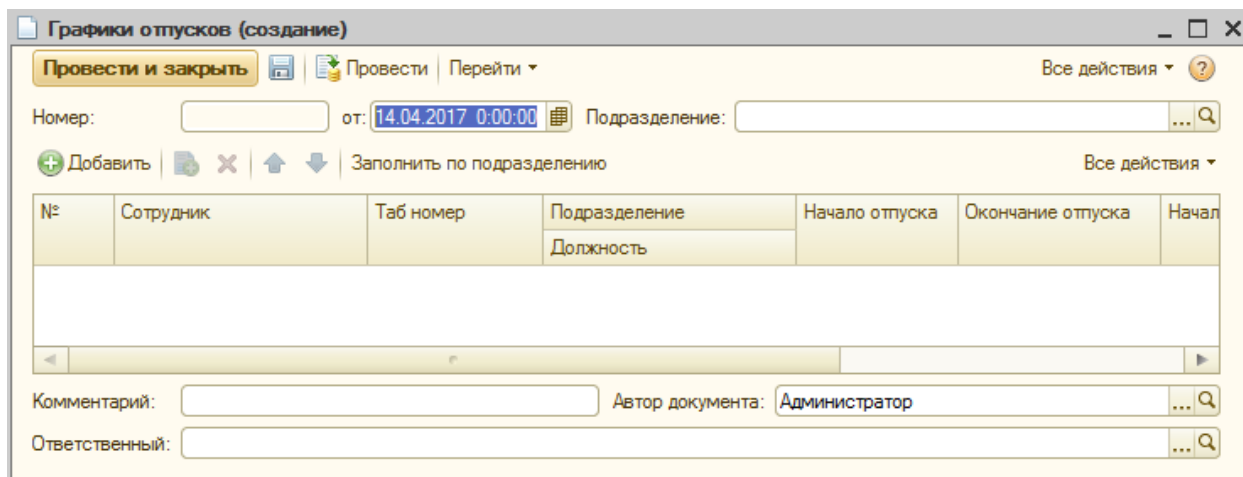 Графики отпусков (создание)
Провести и закрыть Провести Перейти Все действия ?
Номер: от: 14.04.2017 0:00:00 Подразделение: ...
Добавить Заполнить по подразделению Все действия
№ Сотрудник Таб номер Подразделение Начало отпуска Окончание отпуска Начал
Должность
Комментарий: Автор документа: Администратор ...
Ответственный: ...